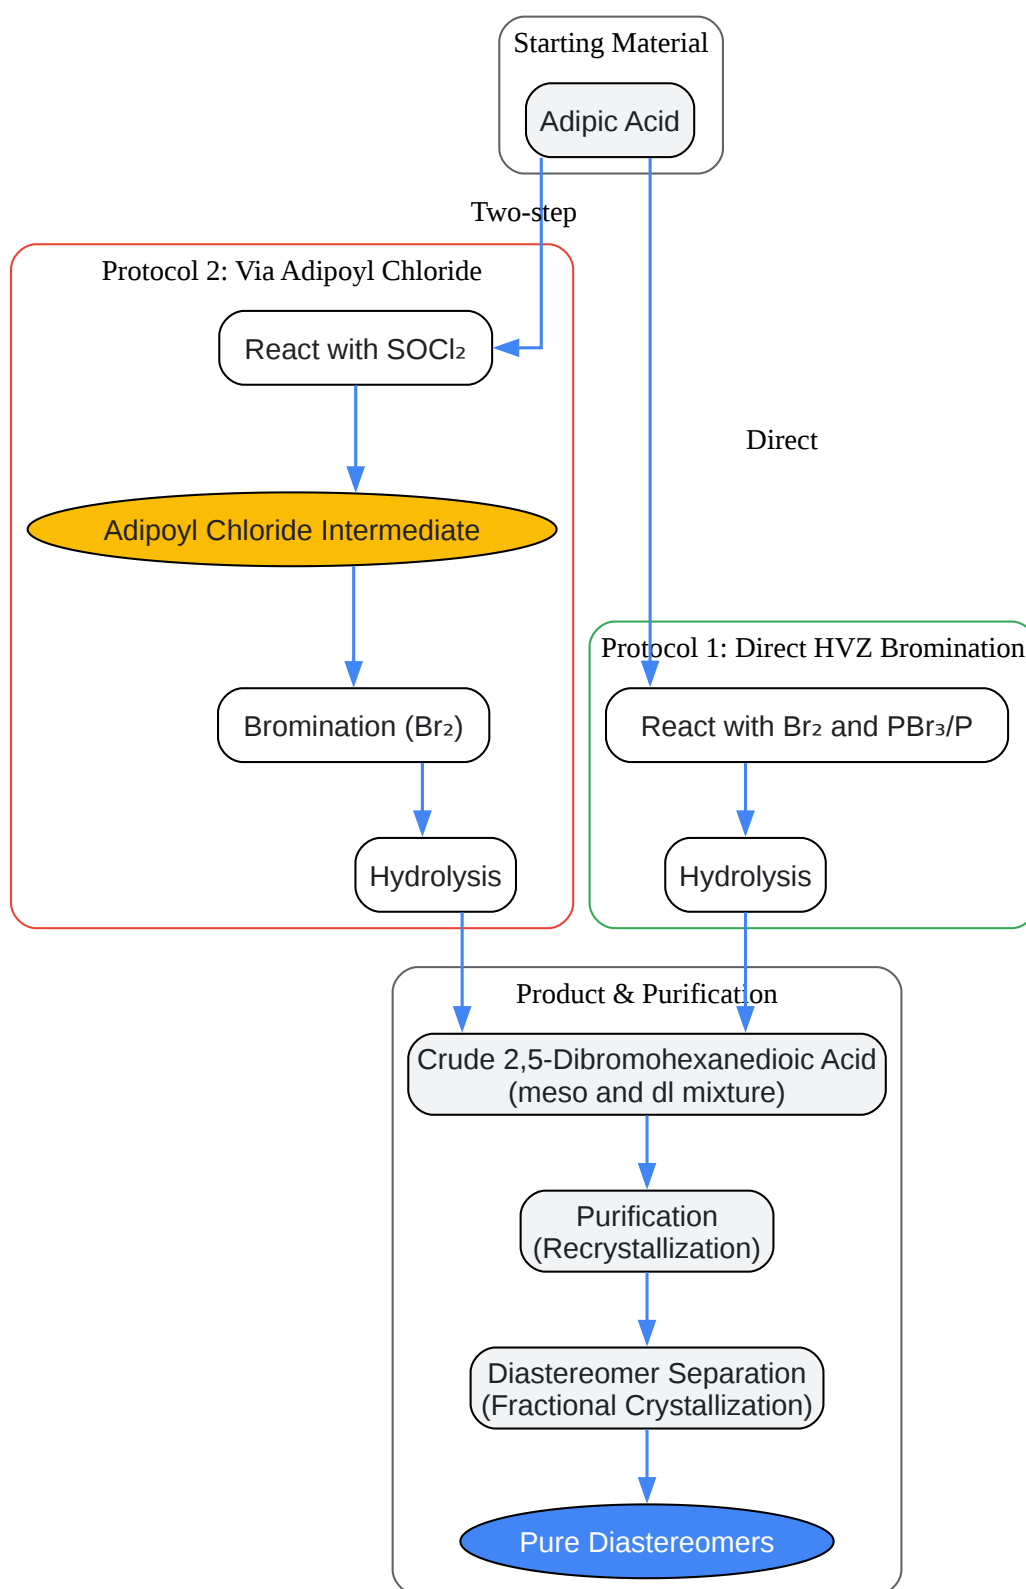 Starting Material
Adipic Acid
Two-step
Protocol 2: Via Adipoyl Chloride
React with SOCl₂
Direct
Adipoyl Chloride Intermediate
Protocol 1: Direct HVZ Bromination
Bromination (Br₂)
React with Br₂ and PBr₃/P
Hydrolysis
Hydrolysis
Product & Purification
Crude 2,5-Dibromohexanedioic Acid
(meso and dl mixture)
Purification
(Recrystallization)
Diastereomer Separation
(Fractional Crystallization)
Pure Diastereomers